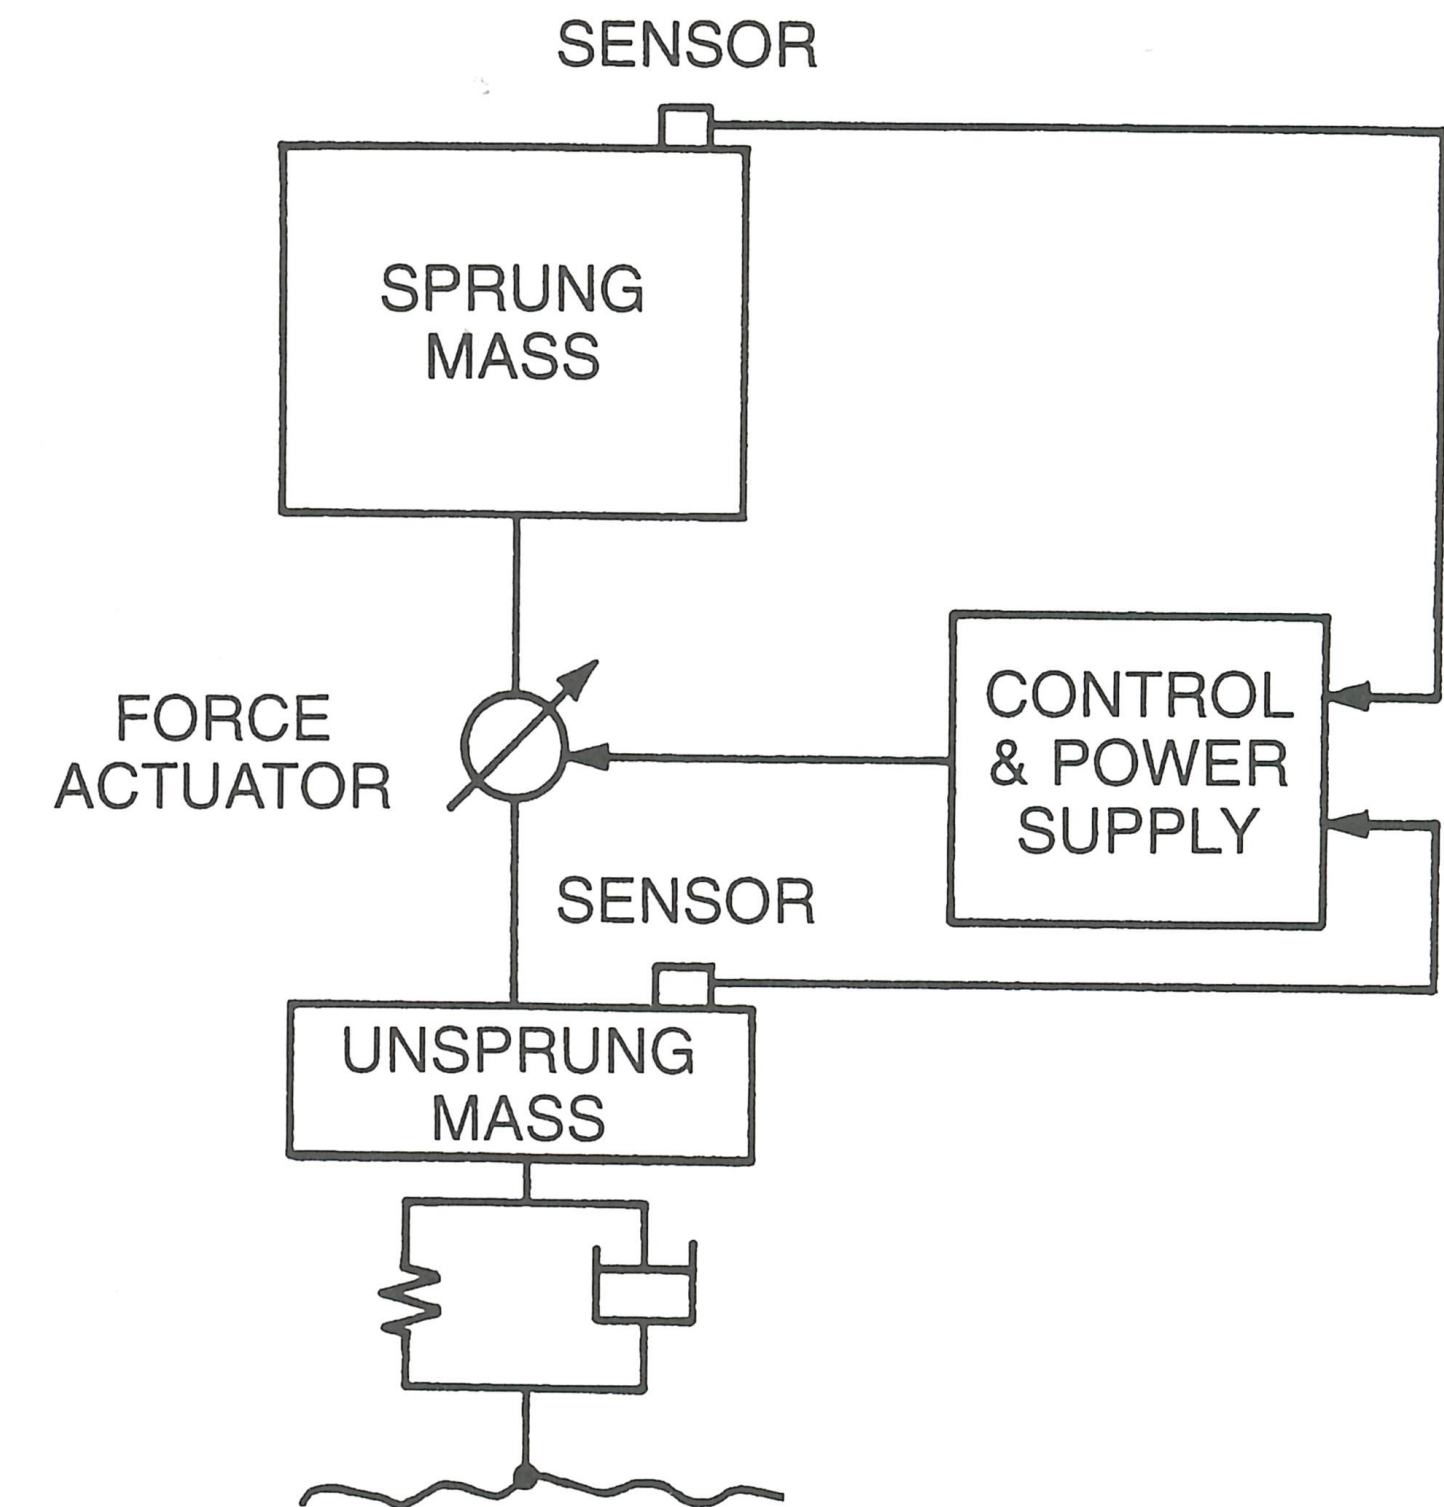 SENSOR
SPRUNG
MASS
FORCE
ACTUATOR
CONTROL
& POWER
SUPPLY
SENSOR
UNSPRUNG
MASS